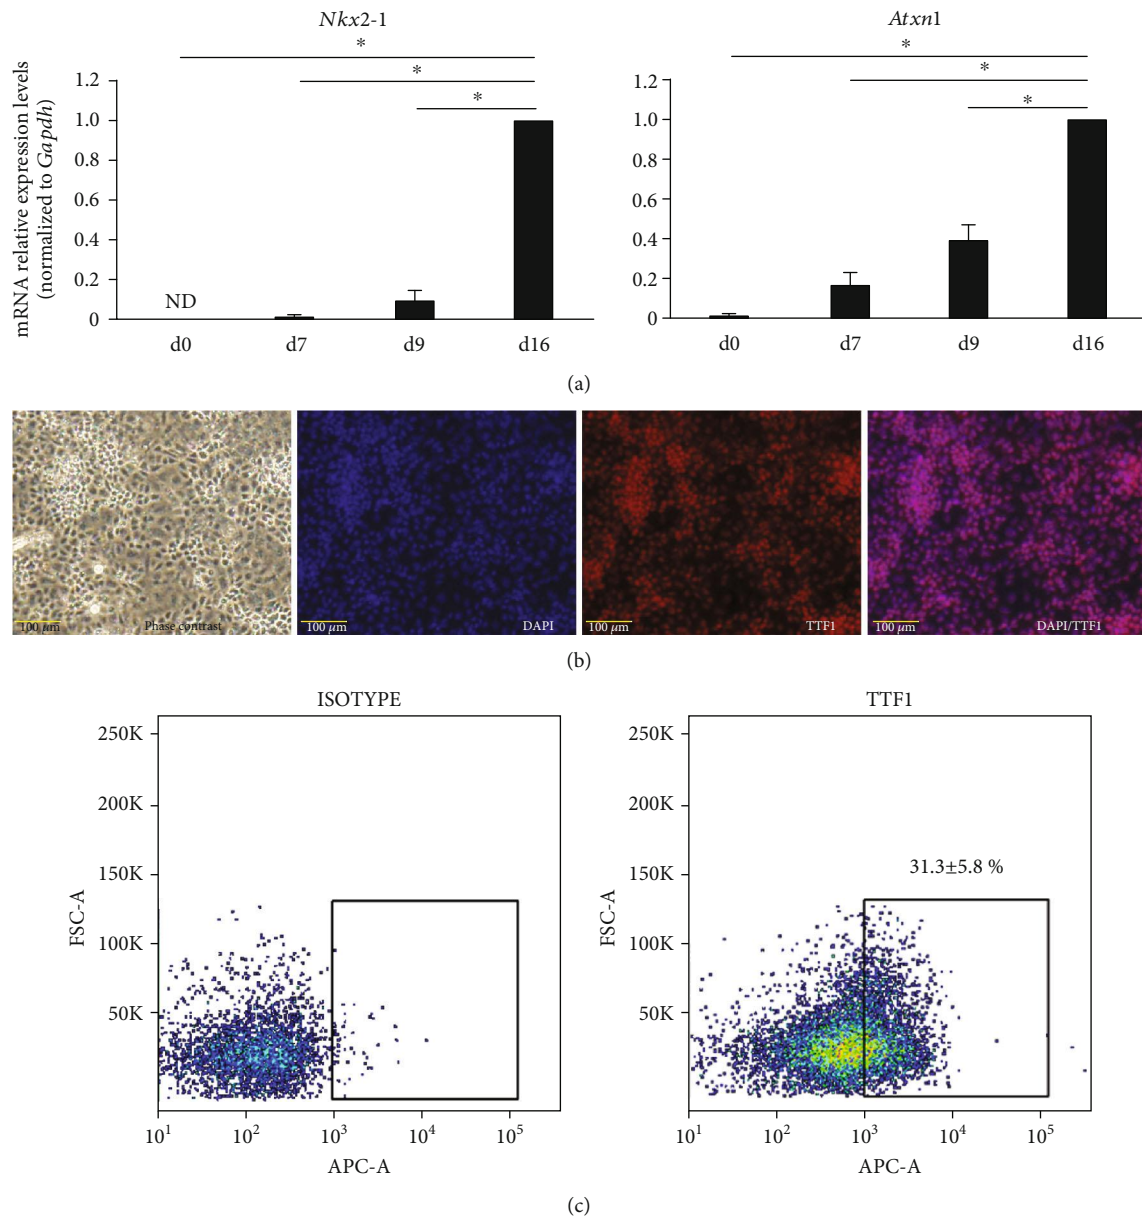 Nkx2-1
Atxn1
mRNA relative expression levels
(normalized to Gapdh)
* * *
1.2
1.0
0.8
0.6
0.4
0.2
0
ND
d0 d7 d9 d16
* * *
1.2
1.0
0.8
0.6
0.4
0.2
0
d0 d7 d9 d16
(a)
100 µm Phase contrast
100 µm DAPI
100 µm TTF1
100 µm DAPI/TTF1
(b)
ISOTYPE
FSC-A
250K
200K
150K
100K
50K
10¹ 10² 10³ 10⁴ 10⁵
APC-A
TTF1
FSC-A
250K
200K
150K
100K
50K
31.3±5.8 %
10¹ 10² 10³ 10⁴ 10⁵
APC-A
(c)